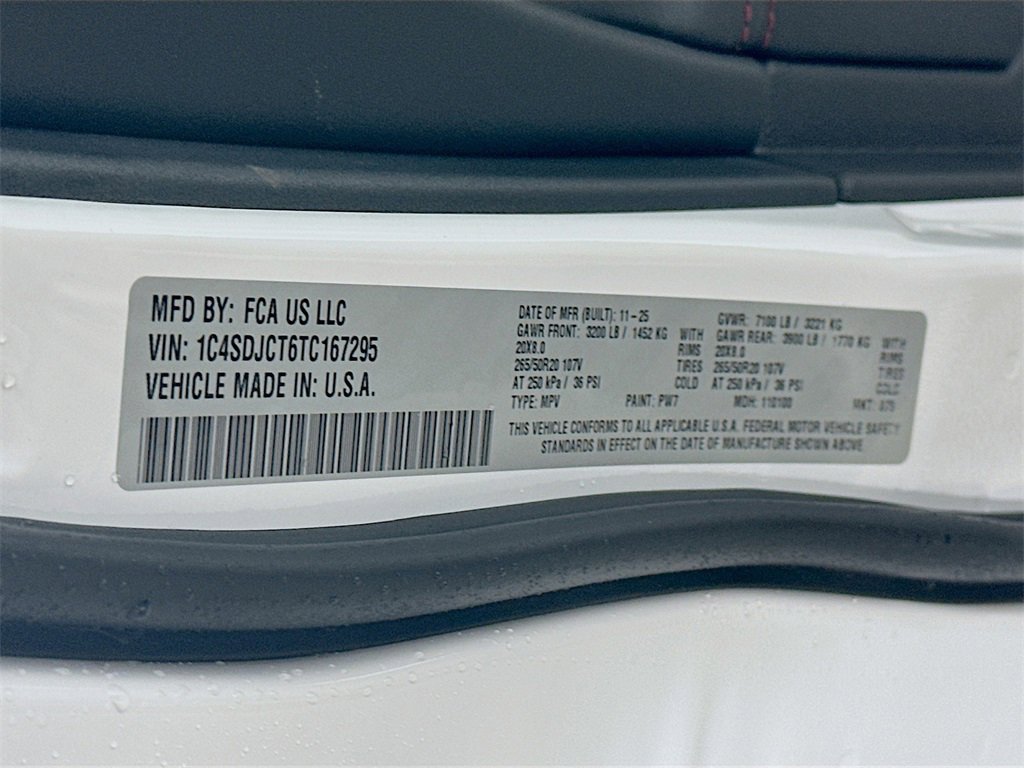 MFD BY: FCA US LLC
VIN: 1C4SDJCT6TC167295
VEHICLE MADE IN: U.S.A.
DATE OF MFR (BUILT): 11-25 GVWR: 7100 LB / 3221 KG
GAWR FRONT: 3200 LB / 1452 KG WITH GAWR REAR: 3900 LB / 1770 KG WITH
20X8.0 RIMS 20X8.0 RIMS
265/50R20 107V TIRES 265/50R20 107V TIRES
AT 250 kPa / 36 PSI COLD AT 250 kPa / 36 PSI COLD
TYPE: MPV PAINT: PW7 MDH: 110100 MKT: 075
THIS VEHICLE CONFORMS TO ALL APPLICABLE U.S.A. FEDERAL MOTOR VEHICLE SAFETY
STANDARDS IN EFFECT ON THE DATE OF MANUFACTURE SHOWN ABOVE.